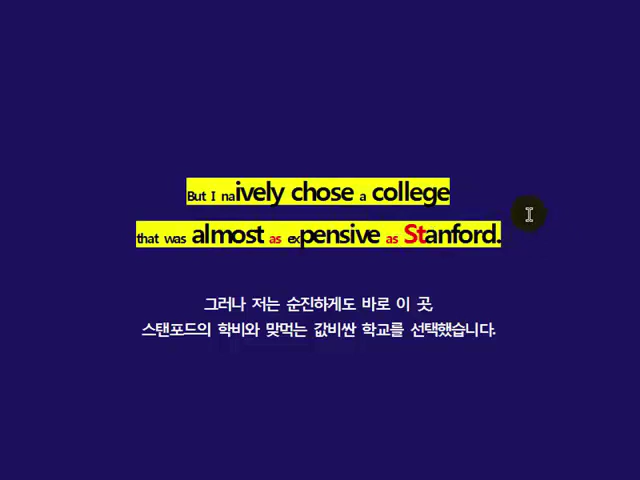 But I naively chose a college
that was almost as expensive as Stanford.
그러나 저는 순진하게도 바로 이 곳,
스탠포드의 학비와 맞먹는 값비싼 학교를 선택했습니다.